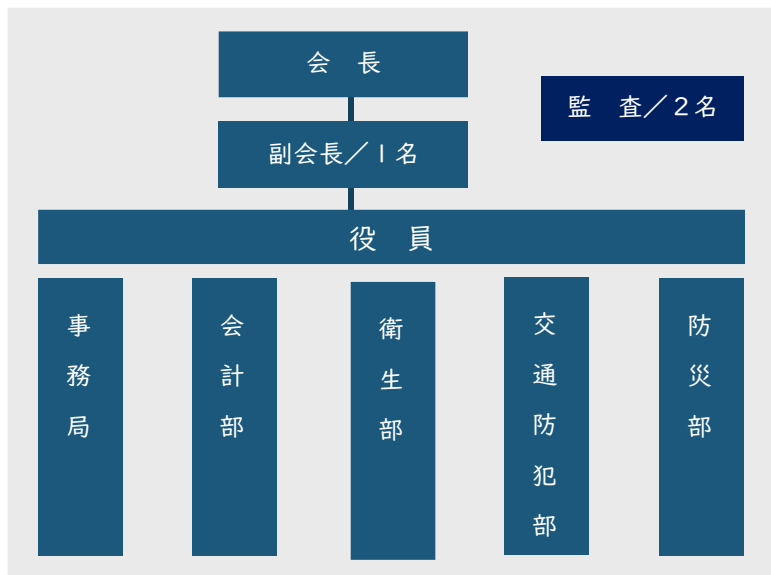 会　長
監　査／２名
副会長／１名
役　員
事務局
会計部
衛生部
交通防犯部
防災部